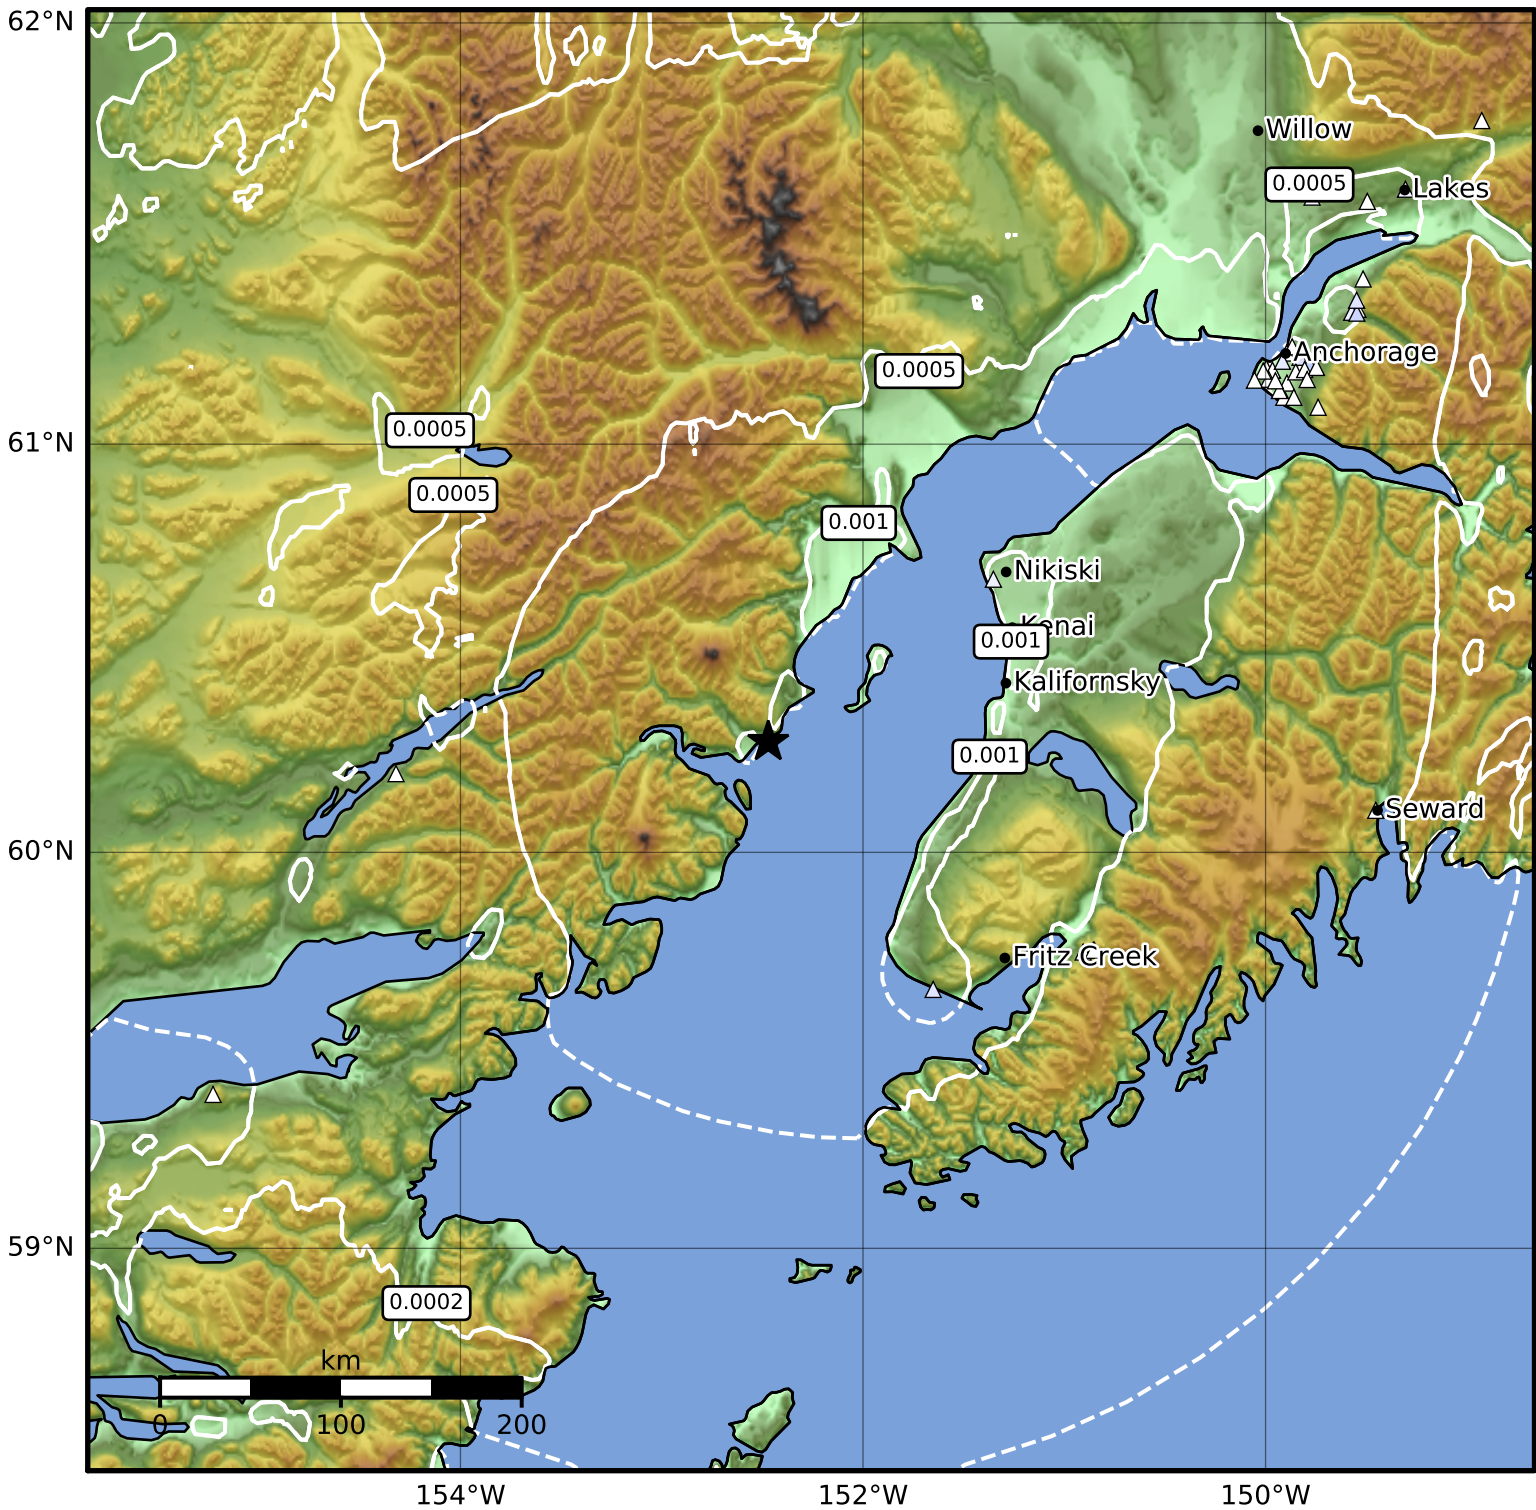 62°N
Willow
0.0005
Lakes
Anchorage
0.0005
0.0005
61°N
0.0005
0.001
Nikiski
Kenai
0.001
Kalifornsky
0.001
Seward
60°N
Fritz Creek
59°N
0.0002
km
0 100 200
154°W 152°W 150°W